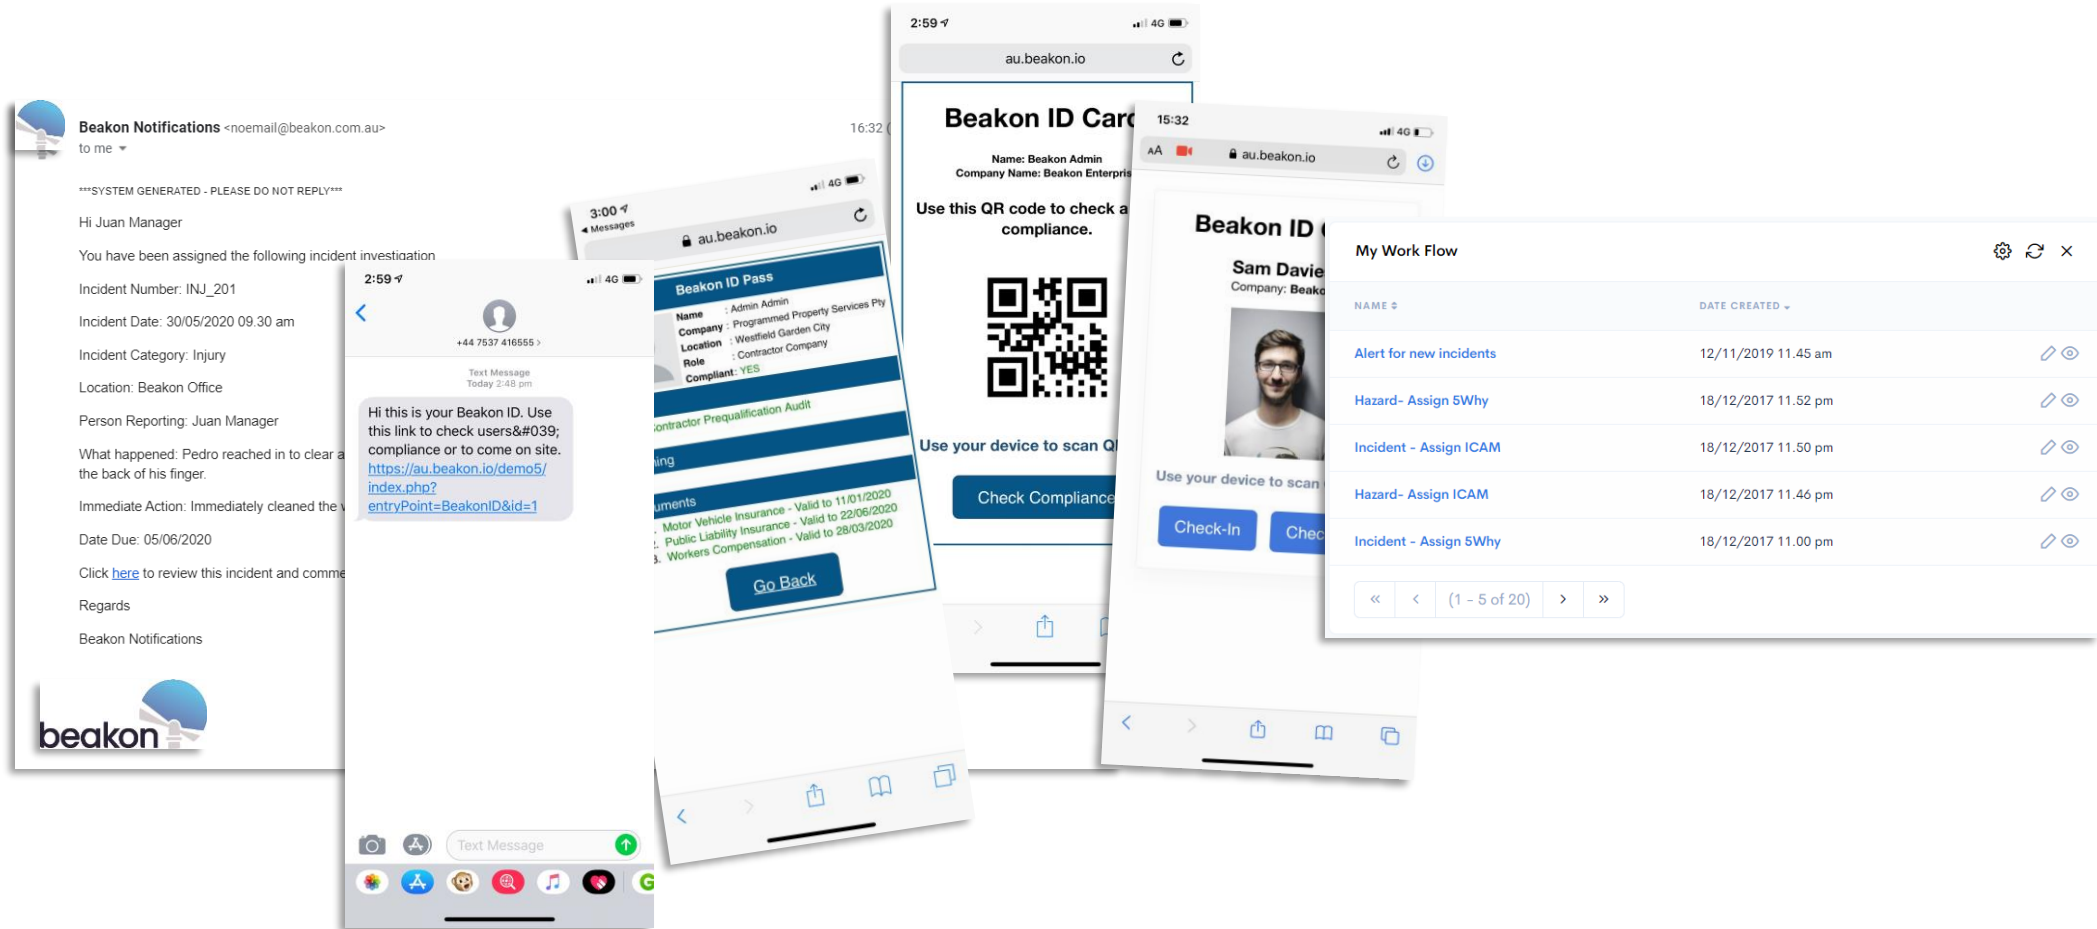 Beakon Notifications <noemail@beakon.com.au>
16:32
to me
***SYSTEM GENERATED - PLEASE DO NOT REPLY***
Hi Juan Manager
You have been assigned the following incident investigation
Incident Number: INJ_201
Incident Date: 30/05/2020 09.30 am
Incident Category: Injury
Location: Beakon Office
Person Reporting: Juan Manager
What happened: Pedro reached in to clear a
the back of his finger.
Immediate Action: Immediately cleaned the
Date Due: 05/06/2020
Click here to review this incident and
Regards
Beakon Notifications
beakon
2:59
4G
+44 7537 416555 >
Text Message
Today 2:48 pm
Hi this is your Beakon ID. Use
this link to check users&#039;
compliance or to come on site.
https://au.beakon.io/demo5/
index.php?
entryPoint=BeakonID&id=1
Text Message
3:00
4G
Messages
au.beakon.io
Beakon ID Pass
Name : Admin Admin
Company : Programmed Property Services Pty
Location : Westfield Garden City
Role : Contractor Company
Compliant: YES
Prequalification Audit
Motor Vehicle Insurance - Valid to 11/01/2020
Public Liability Insurance - Valid to 22/06/2020
Workers Compensation - Valid to 28/03/2020
Go Back
2:59
4G
au.beakon.io
Beakon ID
Name: Beakon Admin
Company Name: Beakon
Use this QR code to check
compliance.
Use your device to scan
Check Compliance
15:32
4G
AA
au.beakon.io
Beakon ID
Sam
Company:
Use your device to scan
Check-In
My Work Flow
NAME
DATE CREATED
Alert for new incidents
12/11/2019 11.45 am
Hazard- Assign 5Why
18/12/2017 11.52 pm
Incident - Assign ICAM
18/12/2017 11.50 pm
Hazard- Assign ICAM
18/12/2017 11.46 pm
Incident - Assign 5Why
18/12/2017 11.00 pm
(1 - 5 of 20)